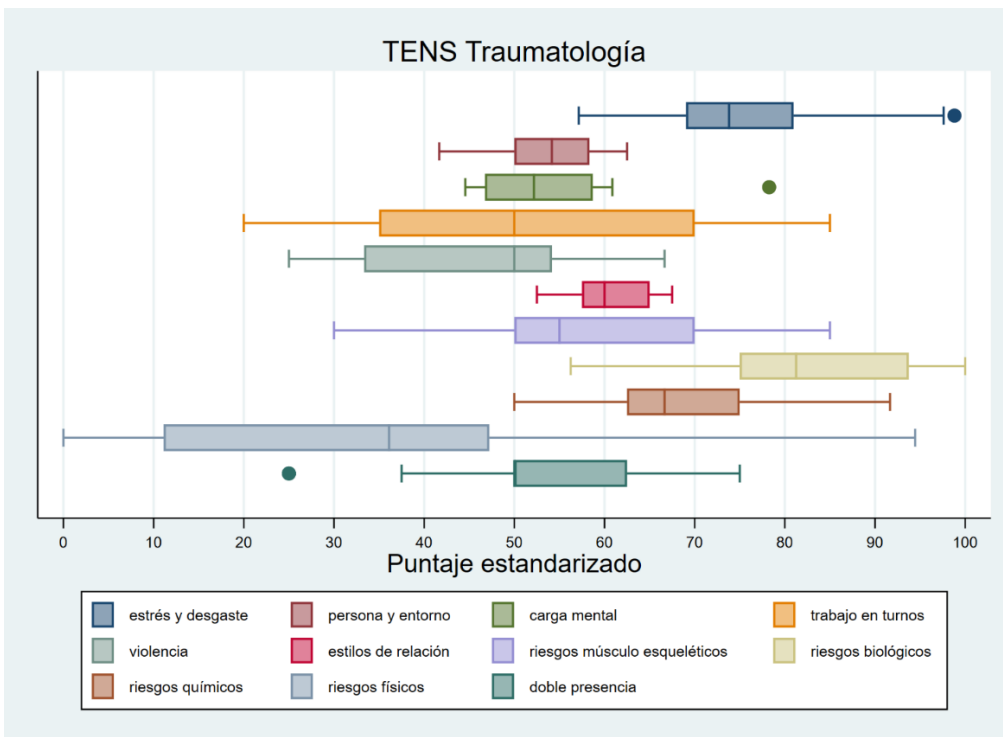 TENS Traumatología
0 10 20 30 40 50 60 70 80 90 100
Puntaje estandarizado
estrés y desgaste persona y entorno carga mental trabajo en turnos
violencia estilos de relación riesgos músculo esqueléticos riesgos biológicos
riesgos químicos riesgos físicos doble presencia